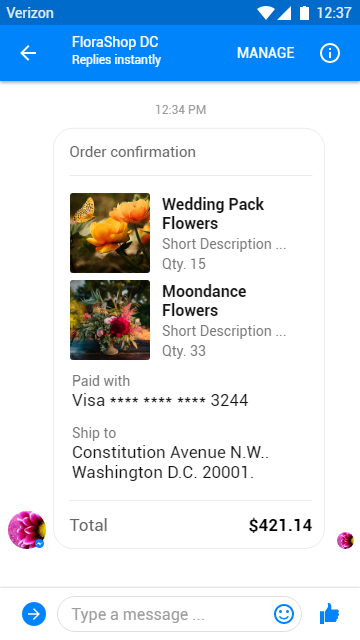 Verizon 12:37
FloraShop DC
Replies instantly
MANAGE
12:34 PM
Order confirmation
Wedding Pack
Flowers
Short Description ...
Qty. 15
Moondance
Flowers
Short Description ...
Qty. 33
Paid with
Visa **** **** **** 3244
Ship to
Constitution Avenue N.W..
Washington D.C. 20001.
Total $421.14
Type a message ...